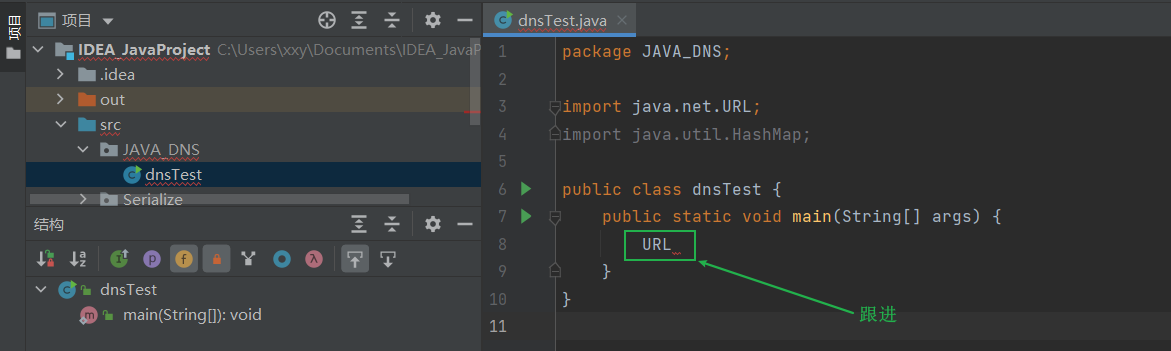 项目
项目
IDEA_JavaProject C:\Users\xxy\Documents\IDEA_JavaP
.idea
out
src
JAVA_DNS
dnsTest
Serialize
结构
dnsTest
main(String[]): void
dnsTest.java
1 package JAVA_DNS;
2
3 import java.net.URL;
4 import java.util.HashMap;
5
6 public class dnsTest {
7 public static void main(String[] args) {
8 URL
9 }
10 }
11
跟进